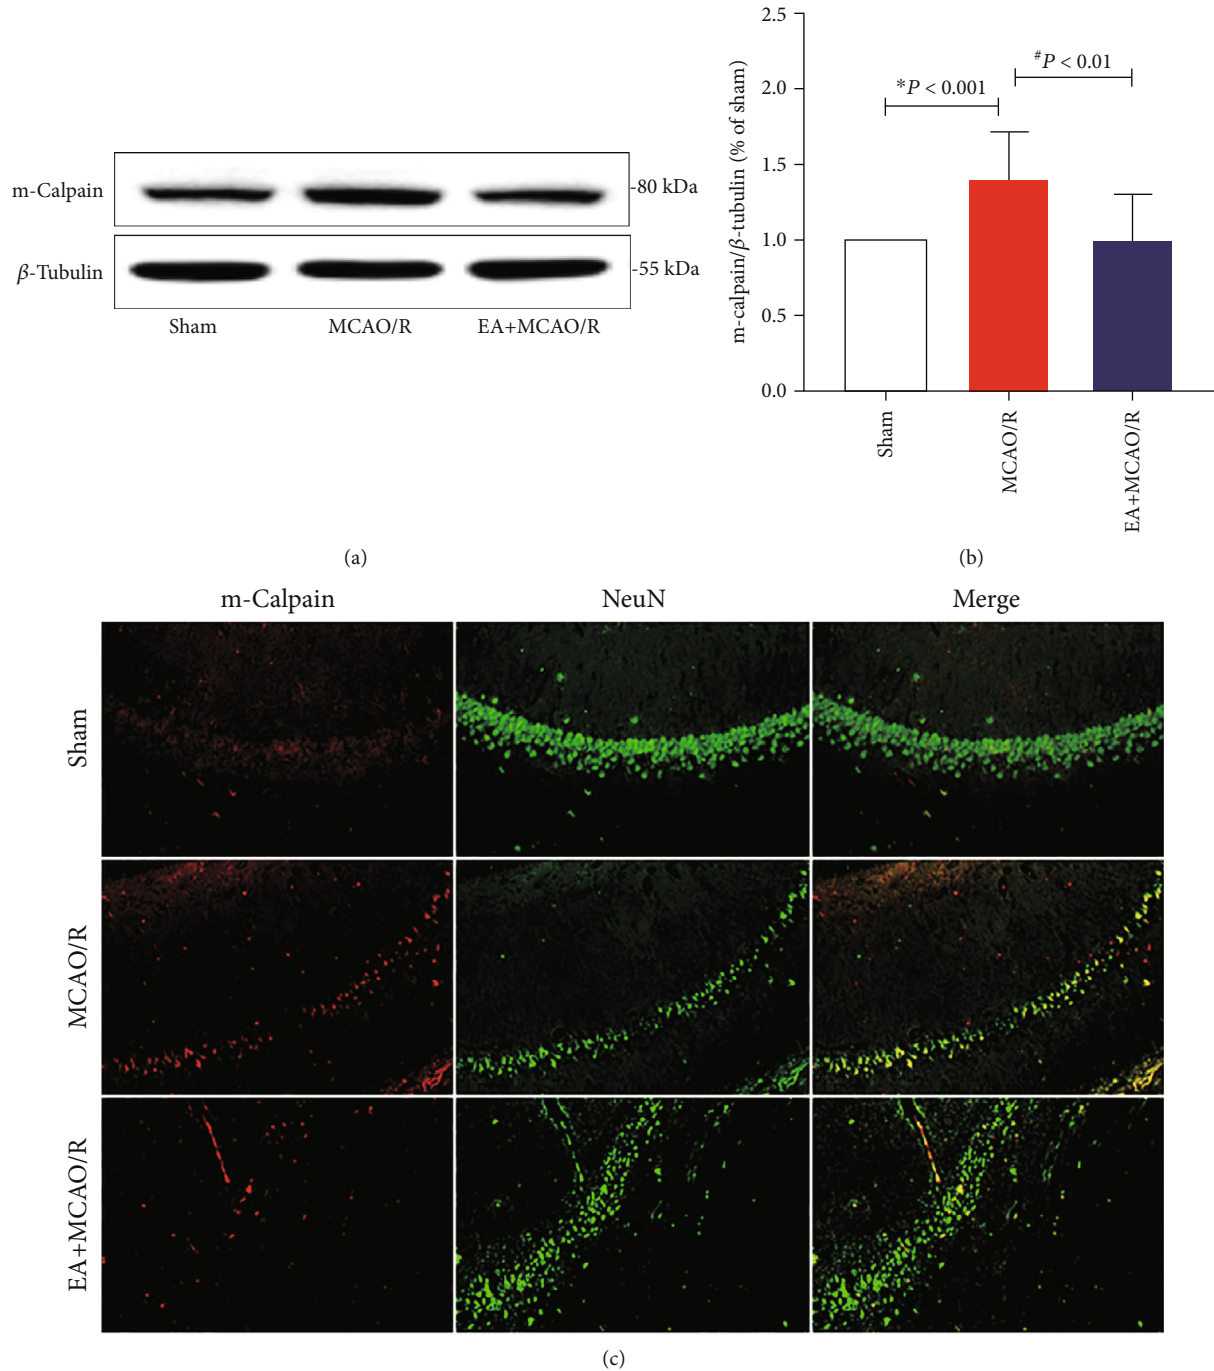 m-Calpain
-80 kDa
β-Tubulin
-55 kDa
Sham
MCAO/R
EA+MCAO/R
(a)
m-calpain/β-tubulin (% of sham)
2.5
2.0
1.5
1.0
0.5
0.0
*P < 0.001
#P < 0.01
Sham
MCAO/R
EA+MCAO/R
(b)
m-Calpain
NeuN
Merge
Sham
MCAO/R
EA+MCAO/R
(c)